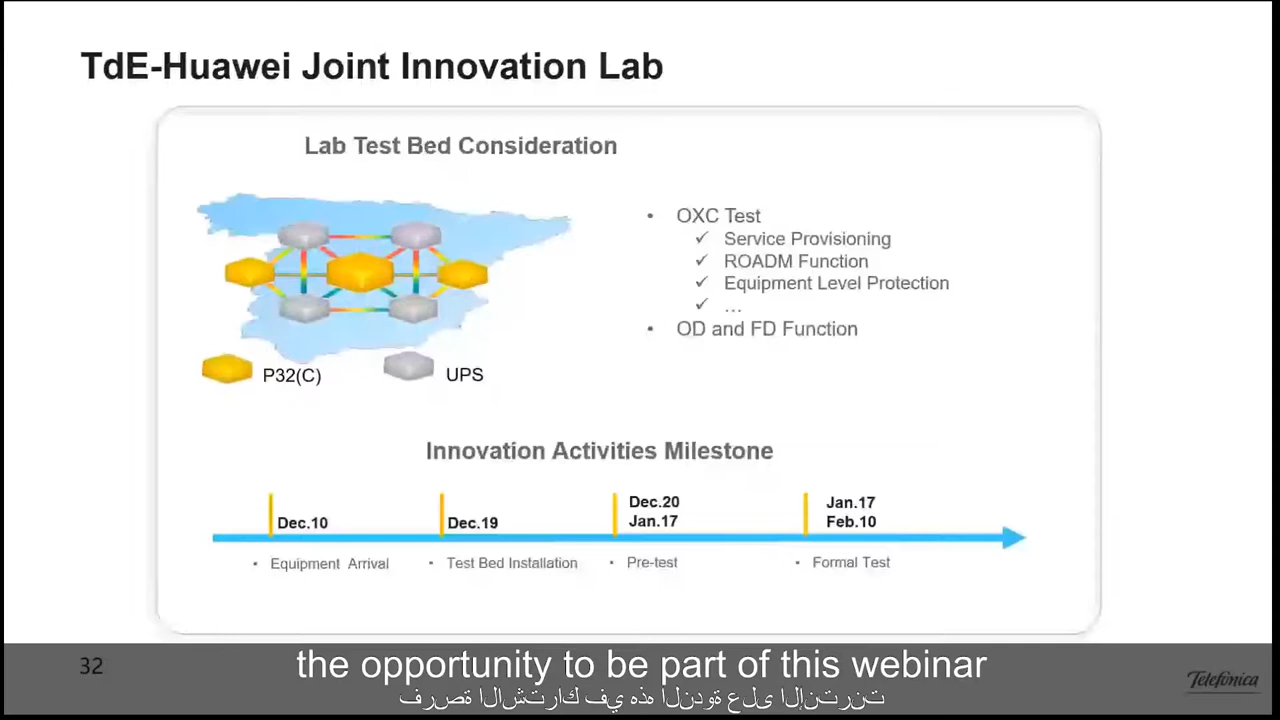 TdE-Huawei Joint Innovation Lab
Lab Test Bed Consideration
• OXC Test
✓ Service Provisioning
✓ ROADM Function
✓ Equipment Level Protection
✓ ...
• OD and FD Function
P32(C)
UPS
Innovation Activities Milestone
Dec.10
Dec.19
Dec.20
Jan.17
Jan.17
Feb.10
• Equipment Arrival
• Test Bed Installation
• Pre-test
• Formal Test
32
the opportunity to be part of this webinar
فرصة الاشتراك في هذه الندوة على الإنترنت
Telefónica